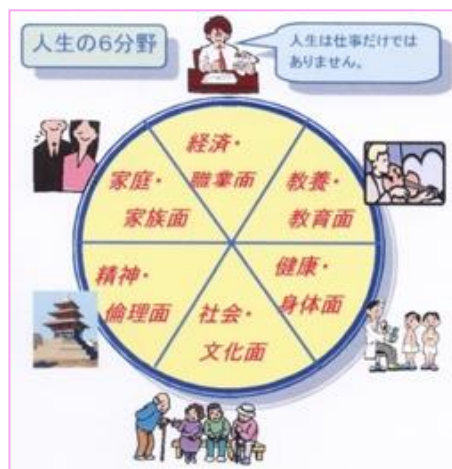 人生の6分野
人生は仕事だけでは
ありません。
経済・
職業面
教養・
教育面
健康・
身体面
社会・
文化面
精神・
倫理面
家庭・
家族面